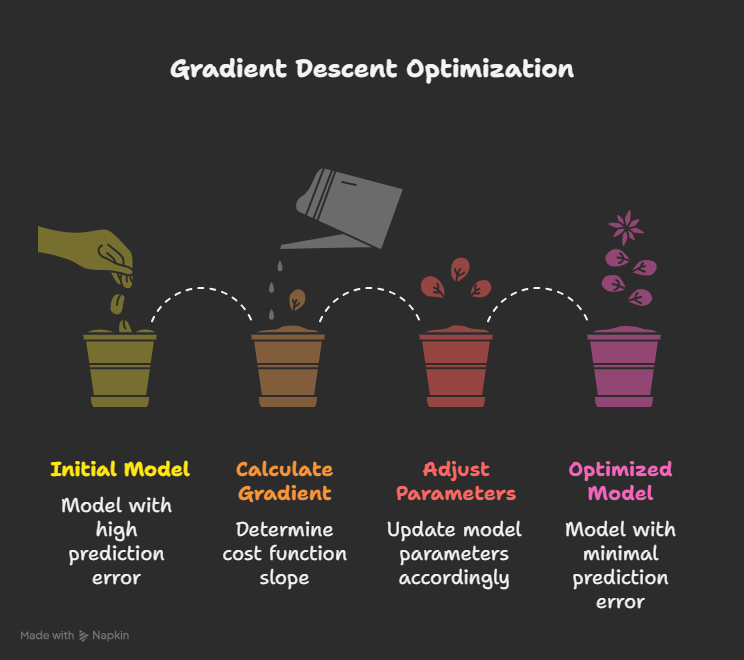 Gradient Descent Optimization
Initial Model
Model with
high
prediction
error
Calculate
Gradient
Determine
cost function
slope
Adjust
Parameters
Update model
parameters
accordingly
Optimized
Model
Model with
minimal
prediction
error
Made with Napkin